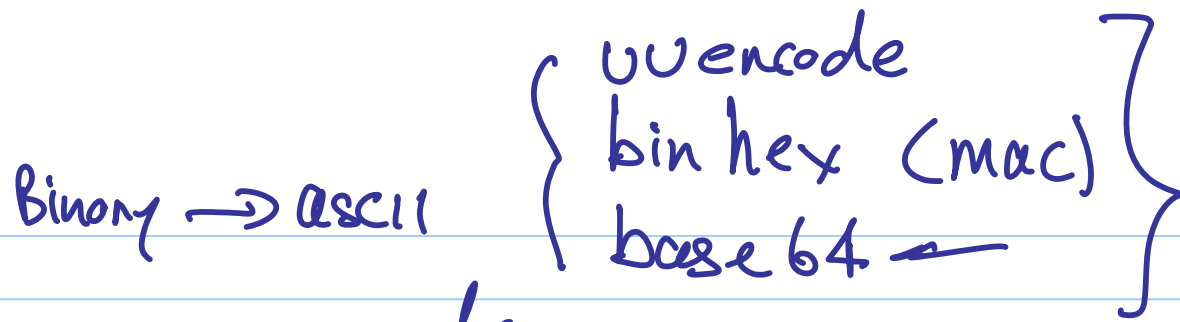 uuencode
binhex (mac)
Binary → ascii
base64 ←